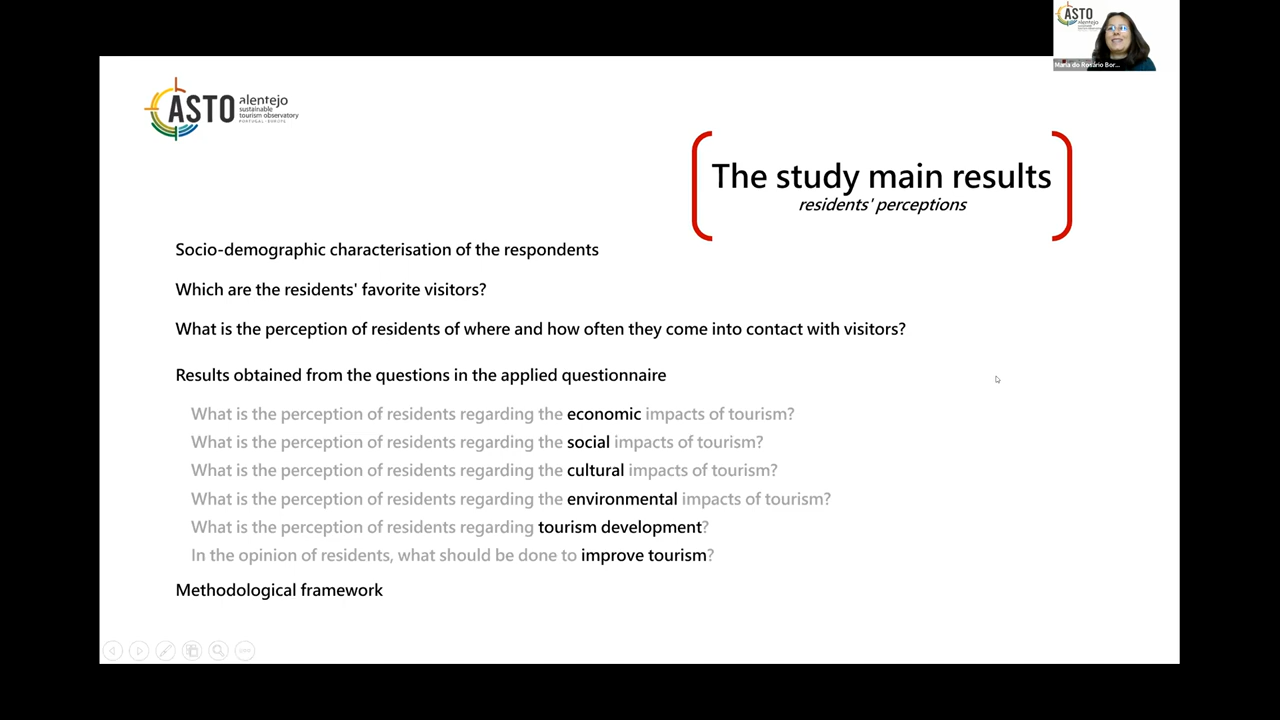 ASTO
alentejo
sustainable
tourism observatory
PORTUGAL · EUROPE
ASTO
alentejo
Maria do Rosário Bor...
The study main results
residents' perceptions
Socio-demographic characterisation of the respondents
Which are the residents' favorite visitors?
What is the perception of residents of where and how often they come into contact with visitors?
Results obtained from the questions in the applied questionnaire
What is the perception of residents regarding the economic impacts of tourism?
What is the perception of residents regarding the social impacts of tourism?
What is the perception of residents regarding the cultural impacts of tourism?
What is the perception of residents regarding the environmental impacts of tourism?
What is the perception of residents regarding tourism development?
In the opinion of residents, what should be done to improve tourism?
Methodological framework